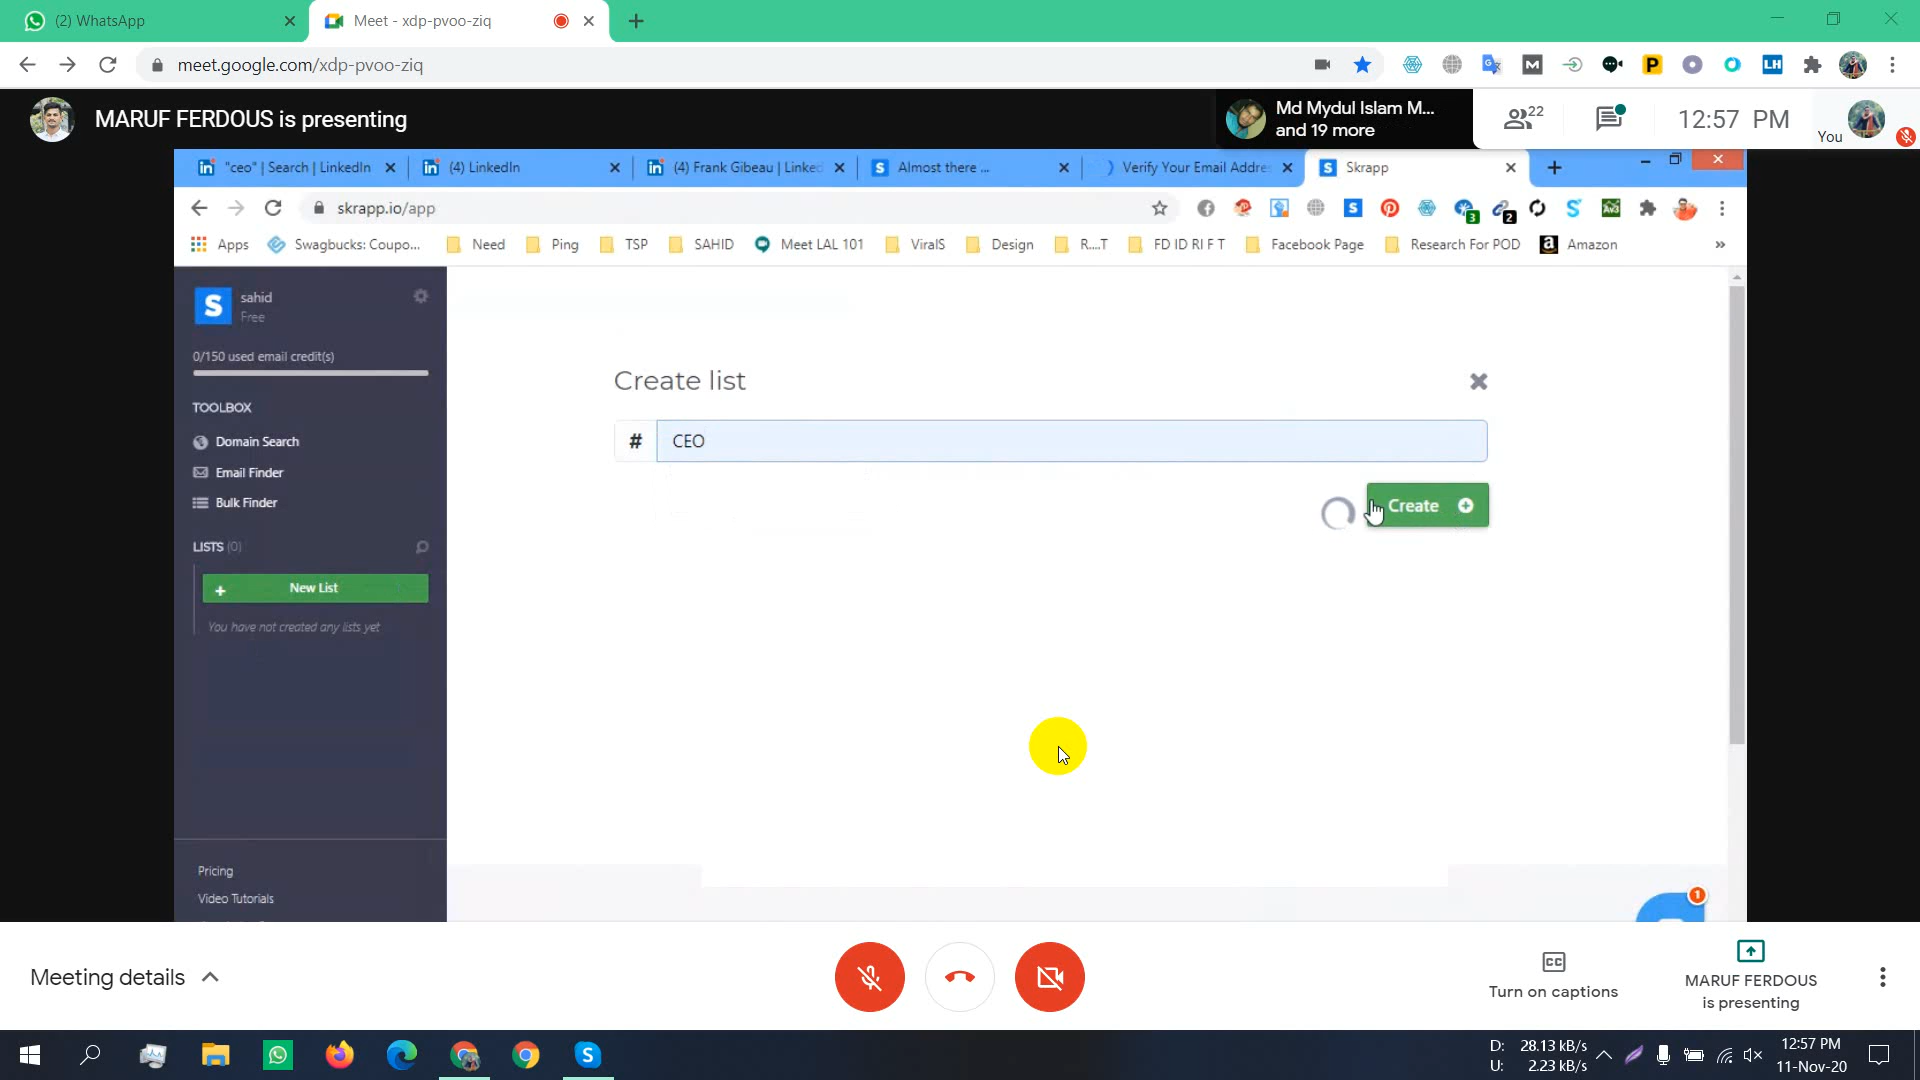 (2) WhatsApp
Meet - xdp-pvoo-ziq
meet.google.com/xdp-pvoo-ziq
MARUF FERDOUS is presenting
Md Mydul Islam M...
and 19 more
22
12:57 PM
You
"ceo" | Search | LinkedIn
(4) LinkedIn
(4) Frank Gibeau | Linked
Almost there ...
Verify Your Email Addre
Skrapp
skrapp.io/app
Apps
Swagbucks: Coupo...
Need
Ping
TSP
SAHID
Meet LAL 101
ViralS
Design
R....T
FD ID RI F T
Facebook Page
Research For POD
Amazon
»
sahid
Free
0/150 used email credit(s)
TOOLBOX
Domain Search
Email Finder
Bulk Finder
LISTS (0)
+ New List
You have not created any lists yet
Pricing
Video Tutorials
Create list
# CEO
Create
1
Meeting details
Turn on captions
MARUF FERDOUS
is presenting
D: 28.13 kB/s
U: 2.23 kB/s
12:57 PM
11-Nov-20